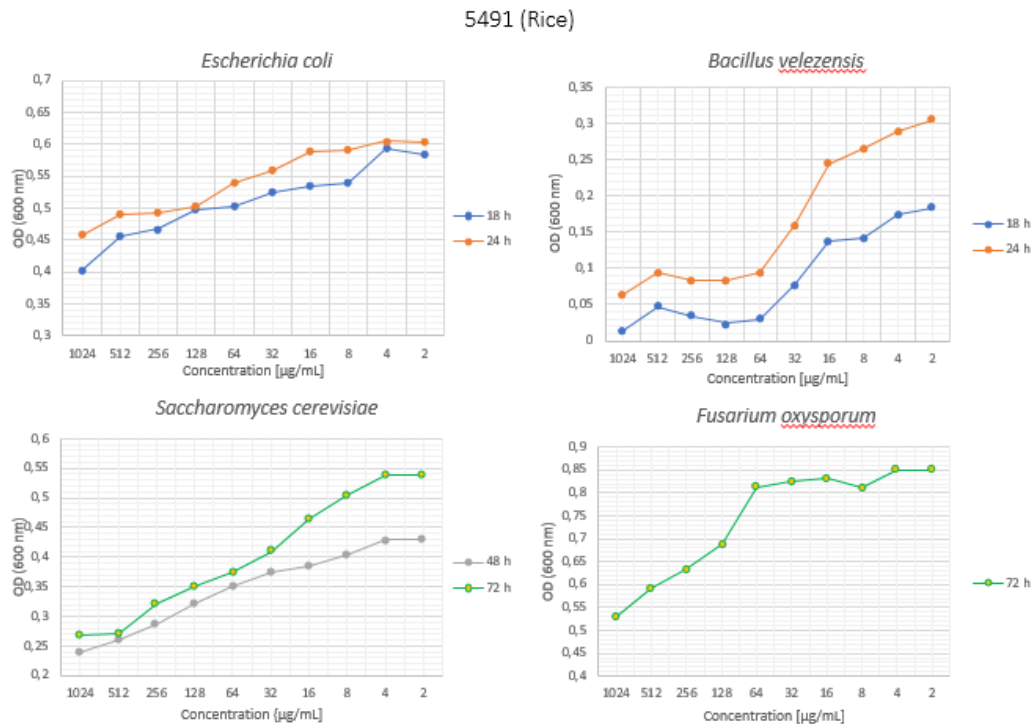 5491 (Rice)
Escherichia coli
0,7
0,65
0,6
0,55
0,5
0,45
0,4
0,35
0,3
OD (600 nm)
1024 512 256 128 64 32 16 8 4 2
Concentration [µg/mL]
18 h
24 h
Bacillus velezensis
0,35
0,3
0,25
0,2
0,15
0,1
0,05
0
OD (600 nm)
1024 512 256 128 64 32 16 8 4 2
Concentration [µg/mL]
18 h
24 h
Saccharomyces cerevisiae
0,6
0,55
0,5
0,45
0,4
0,35
0,3
0,25
0,2
OD (600 nm)
1024 512 256 128 64 32 16 8 4 2
Concentration {µg/mL]
48 h
72 h
Fusarium oxysporum
0,9
0,85
0,8
0,75
0,7
0,65
0,6
0,55
0,5
0,45
0,4
OD (600 nm)
1024 512 256 128 64 32 16 8 4 2
Concentration [µg/mL]
72 h